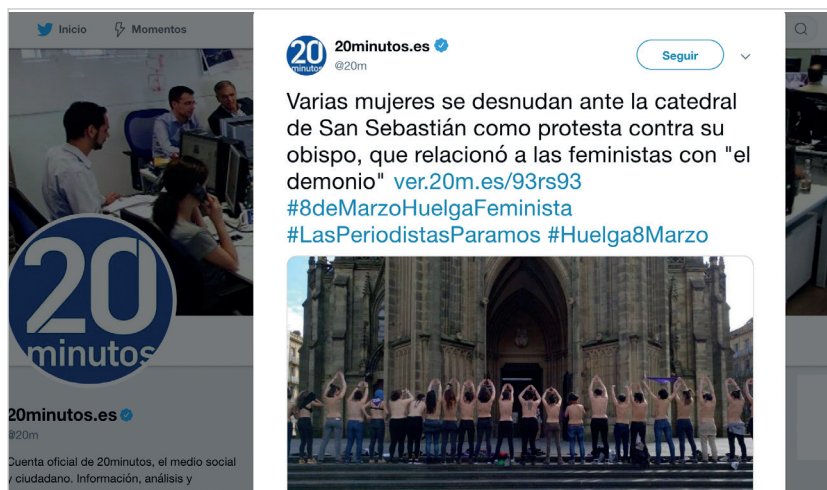 Inicio
Momentos
20
minutos
20minutos.es
@20m
Cuenta oficial de 20minutos, el medio social
y ciudadano. Información, análisis y
20
minutos
20minutos.es
@20m
Seguir
Varias mujeres se desnudan ante la catedral
de San Sebastián como protesta contra su
obispo, que relacionó a las feministas con "el
demonio" ver.20m.es/93rs93
#8deMarzoHuelgaFeminista
#LasPeriodistasParamos #Huelga8Marzo